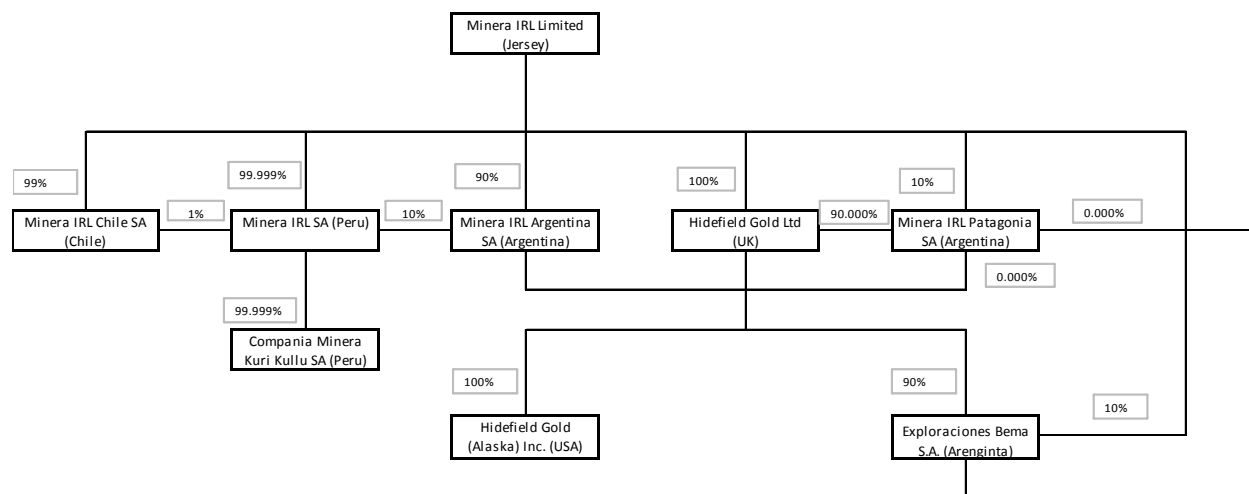 Minera IRL Limited
(Jersey)
99%
99.999%
90%
100%
10%
Minera IRL Chile SA
(Chile)
1%
Minera IRL SA (Peru)
10%
Minera IRL Argentina
SA (Argentina)
Hidefield Gold Ltd
(UK)
90.000%
Minera IRL Patagonia
SA (Argentina)
0.000%
0.000%
99.999%
Compania Minera
Kuri Kullu SA (Peru)
100%
90%
10%
Hidefield Gold
(Alaska) Inc. (USA)
Exploraciones Bema
S.A. (Arenginta)